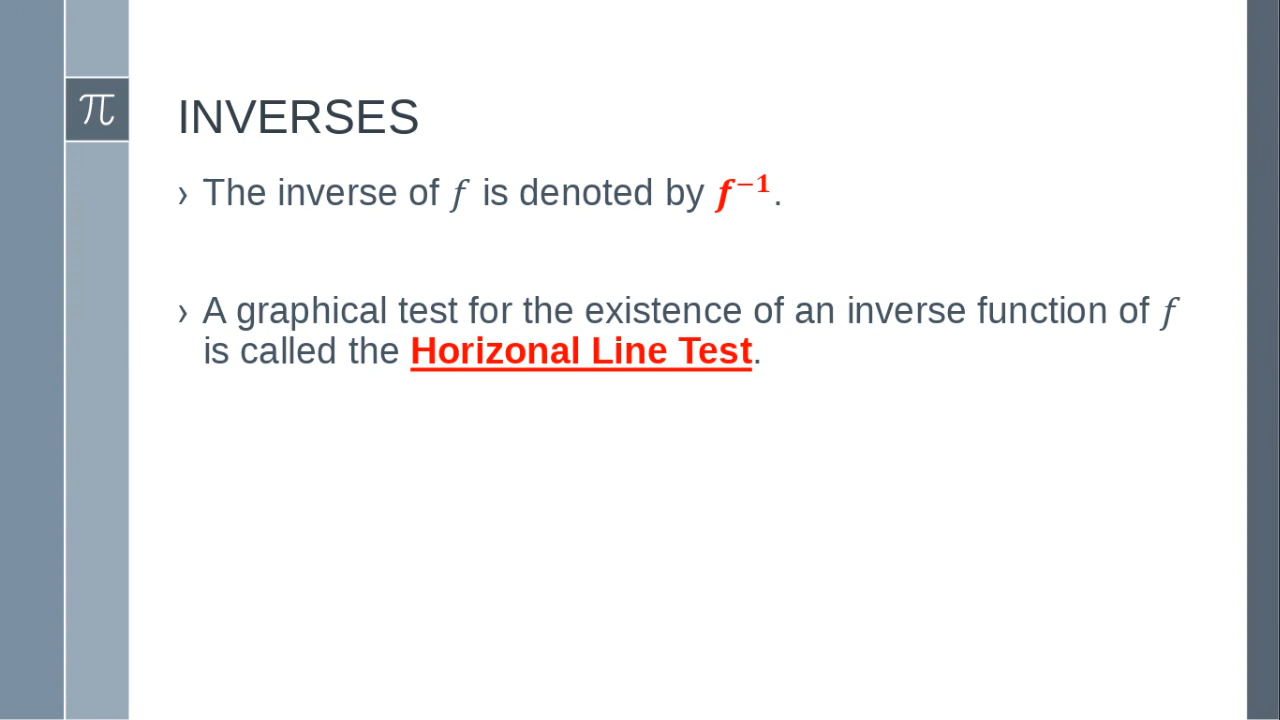 π
INVERSES
› The inverse of f is denoted by f⁻¹.
› A graphical test for the existence of an inverse function of f
is called the Horizonal Line Test.